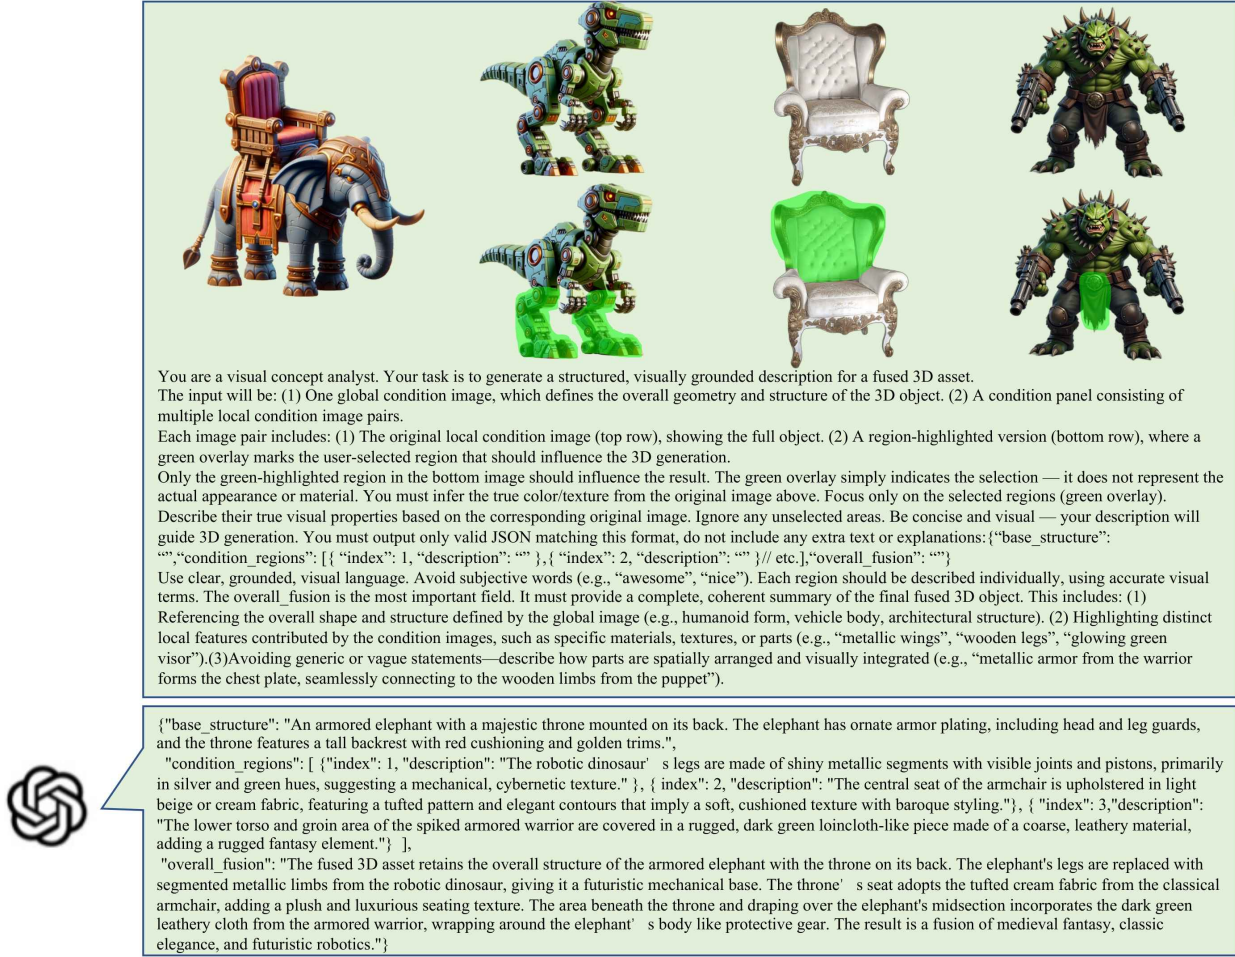 You are a visual concept analyst. Your task is to generate a structured, visually grounded description for a fused 3D asset.
The input will be: (1) One global condition image, which defines the overall geometry and structure of the 3D object. (2) A condition panel consisting of
multiple local condition image pairs.
Each image pair includes: (1) The original local condition image (top row), showing the full object. (2) A region-highlighted version (bottom row), where a
green overlay marks the user-selected region that should influence the 3D generation.
Only the green-highlighted region in the bottom image should influence the result. The green overlay simply indicates the selection — it does not represent the
actual appearance or material. You must infer the true color/texture from the original image above. Focus only on the selected regions (green overlay).
Describe their true visual properties based on the corresponding original image. Ignore any unselected areas. Be concise and visual — your description will
guide 3D generation. You must output only valid JSON matching this format, do not include any extra text or explanations:{“base_structure”:
“”,“condition_regions”: [{ “index”: 1, “description”: “” },{ “index”: 2, “description”: “” }// etc.],“overall_fusion”: “”}
Use clear, grounded, visual language. Avoid subjective words (e.g., “awesome”, “nice”). Each region should be described individually, using accurate visual
terms. The overall_fusion is the most important field. It must provide a complete, coherent summary of the final fused 3D object. This includes: (1)
Referencing the overall shape and structure defined by the global image (e.g., humanoid form, vehicle body, architectural structure). (2) Highlighting distinct
local features contributed by the condition images, such as specific materials, textures, or parts (e.g., “metallic wings”, “wooden legs”, “glowing green
visor”).(3)Avoiding generic or vague statements—describe how parts are spatially arranged and visually integrated (e.g., “metallic armor from the warrior
forms the chest plate, seamlessly connecting to the wooden limbs from the puppet”).
{"base_structure": "An armored elephant with a majestic throne mounted on its back. The elephant has ornate armor plating, including head and leg guards,
and the throne features a tall backrest with red cushioning and golden trims.",
"condition_regions": [ {"index": 1, "description": "The robotic dinosaur' s legs are made of shiny metallic segments with visible joints and pistons, primarily
in silver and green hues, suggesting a mechanical, cybernetic texture." }, { index": 2, "description": "The central seat of the armchair is upholstered in light
beige or cream fabric, featuring a tufted pattern and elegant contours that imply a soft, cushioned texture with baroque styling."}, { "index": 3,"description":
"The lower torso and groin area of the spiked armored warrior are covered in a rugged, dark green loincloth-like piece made of a coarse, leathery material,
adding a rugged fantasy element."} ],
"overall_fusion": "The fused 3D asset retains the overall structure of the armored elephant with the throne on its back. The elephant's legs are replaced with
segmented metallic limbs from the robotic dinosaur, giving it a futuristic mechanical base. The throne' s seat adopts the tufted cream fabric from the classical
armchair, adding a plush and luxurious seating texture. The area beneath the throne and draping over the elephant's midsection incorporates the dark green
leathery cloth from the armored warrior, wrapping around the elephant' s body like protective gear. The result is a fusion of medieval fantasy, classic
elegance, and futuristic robotics."}